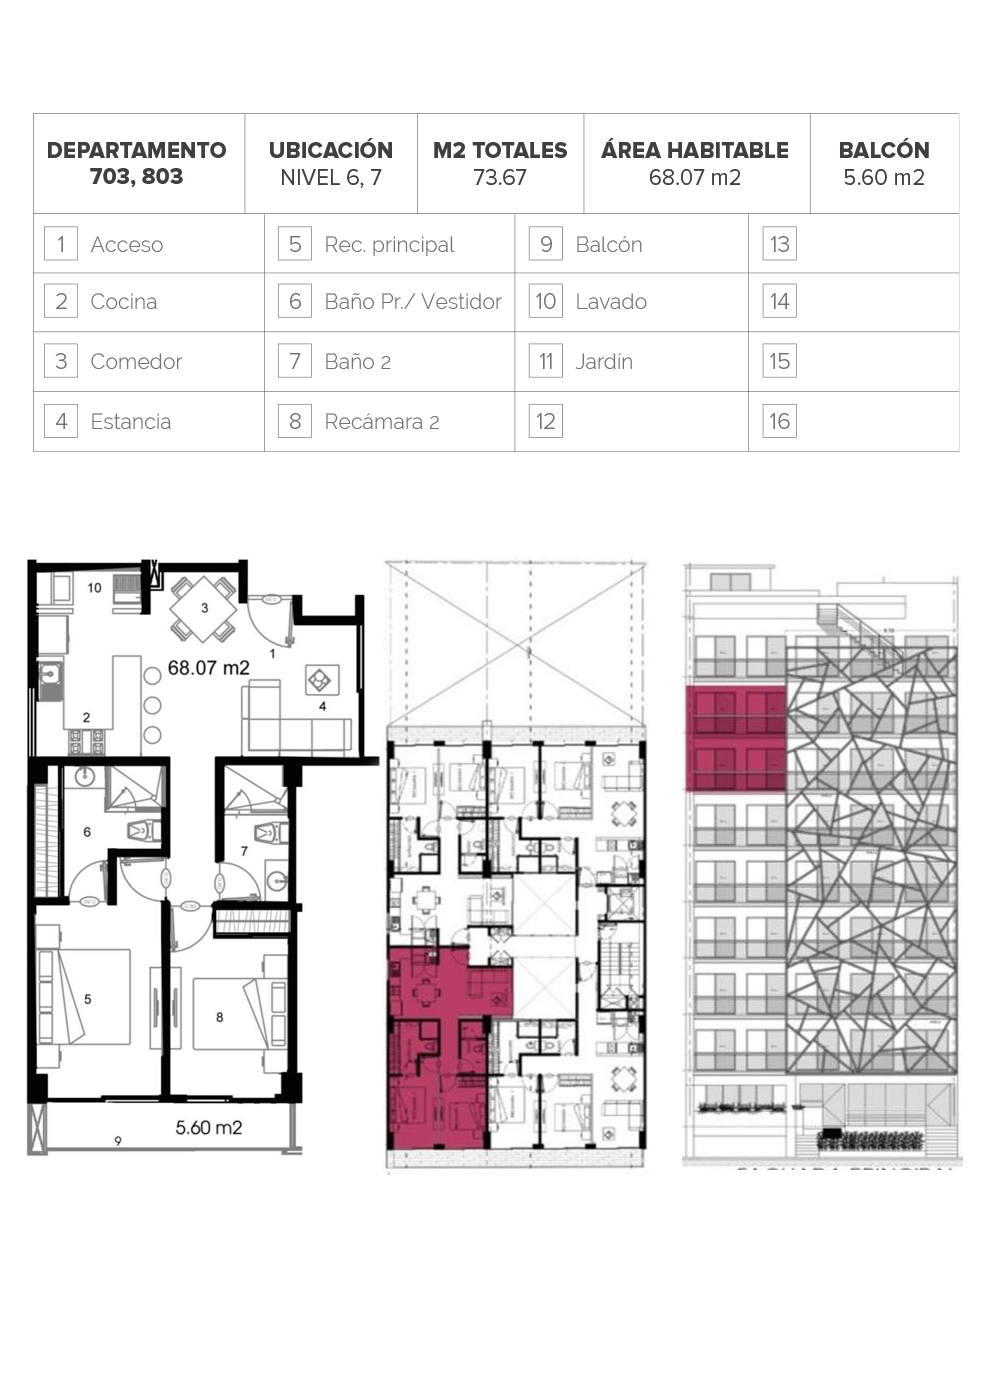 DEPARTAMENTO
703, 803
UBICACIÓN
NIVEL 6, 7
M2 TOTALES
73.67
ÁREA HABITABLE
68.07 m2
BALCÓN
5.60 m2
1 Acceso
5 Rec. principal
9 Balcón
13
2 Cocina
6 Baño Pr./ Vestidor
10 Lavado
14
3 Comedor
7 Baño 2
11 Jardín
15
4 Estancia
8 Recámara 2
12
16
10
3
1
68.07 m2
4
2
6
7
5
8
5.60 m2
9